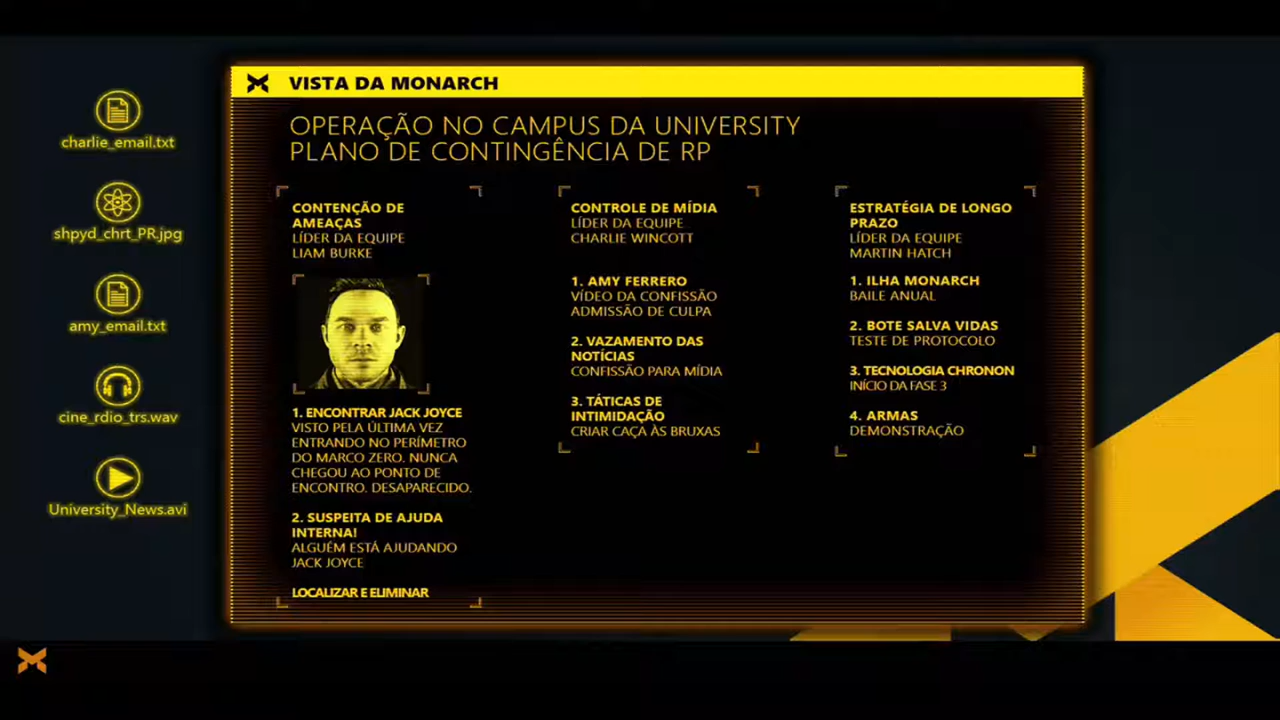 VISTA DA MONARCH
OPERAÇÃO NO CAMPUS DA UNIVERSITY
PLANO DE CONTINGÊNCIA DE RP
charlie_email.txt
shpyd_chrt_PR.jpg
amy_email.txt
cine_rdio_trs.wav
University_News.avi
CONTENÇÃO DE
AMEAÇAS
LÍDER DA EQUIPE
LIAM BURKE
1. ENCONTRAR JACK JOYCE
VISTO PELA ÚLTIMA VEZ
ENTRANDO NO PERÍMETRO
DO MARCO ZERO. NUNCA
CHEGOU AO PONTO DE
ENCONTRO. DESAPARECIDO.
2. SUSPEITA DE AJUDA
INTERNA!
ALGUÉM ESTÁ AJUDANDO
JACK JOYCE
LOCALIZAR E ELIMINAR
CONTROLE DE MÍDIA
LÍDER DA EQUIPE
CHARLIE WINCOTT
1. AMY FERRERO
VÍDEO DA CONFISSÃO
ADMISSÃO DE CULPA
2. VAZAMENTO DAS
NOTÍCIAS
CONFISSÃO PARA MÍDIA
3. TÁTICAS DE
INTIMIDAÇÃO
CRIAR CAÇA ÀS BRUXAS
ESTRATÉGIA DE LONGO
PRAZO
LÍDER DA EQUIPE
MARTIN HATCH
1. ILHA MONARCH
BAILE ANUAL
2. BOTE SALVA VIDAS
TESTE DE PROTOCOLO
3. TECNOLOGIA CHRONON
INÍCIO DA FASE 3
4. ARMAS
DEMONSTRAÇÃO